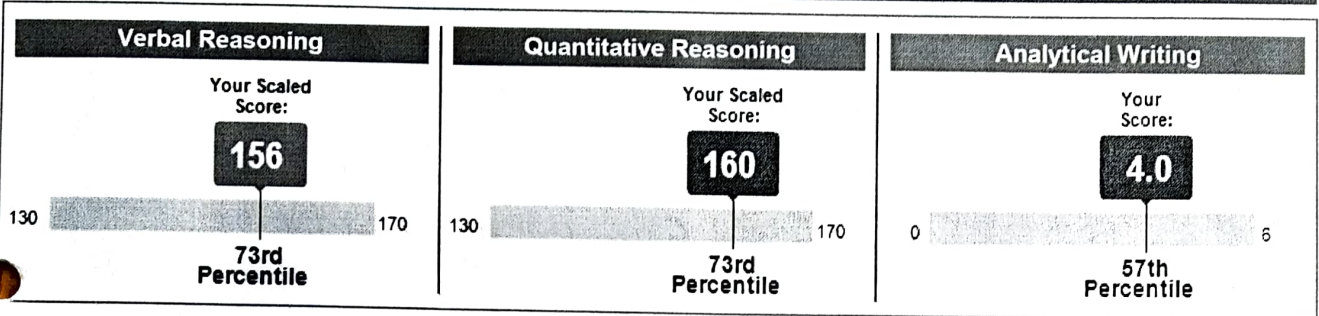 Verbal Reasoning
Your Scaled
Score:
156
130
170
73rd
Percentile
Quantitative Reasoning
Your Scaled
Score:
160
130
170
73rd
Percentile
Analytical Writing
Your
Score:
4.0
0
6
57th
Percentile